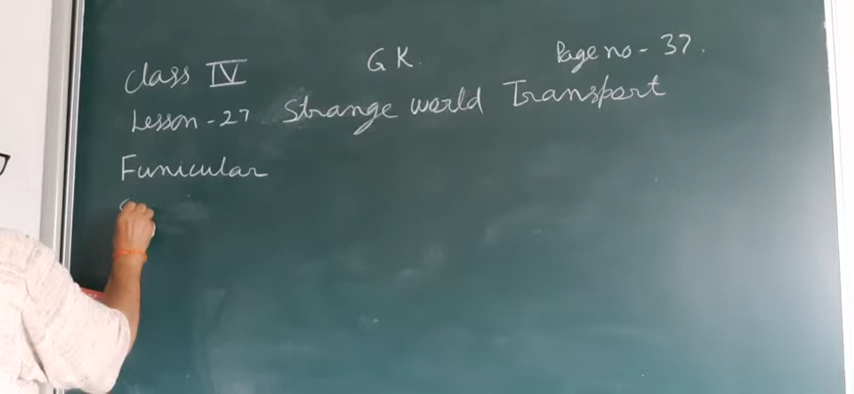 Class IV G K. Page no - 37.
Lesson - 27 Strange world Transport
Funicular